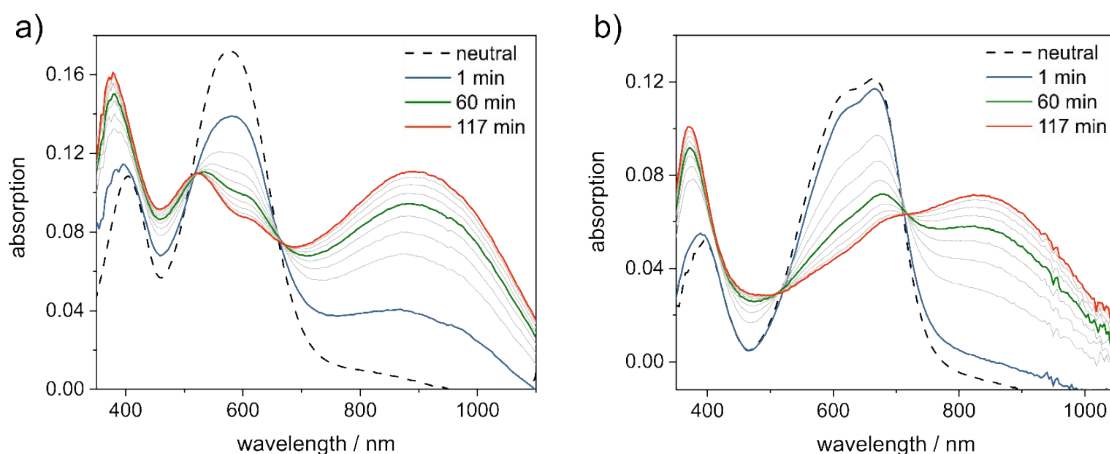 a)
neutral
1 min
60 min
117 min
0.16
0.12
0.08
0.04
0.00
absorption
400
600
800
1000
wavelength / nm
b)
neutral
1 min
60 min
117 min
0.12
0.08
0.04
0.00
absorption
400
600
800
1000
wavelength / nm